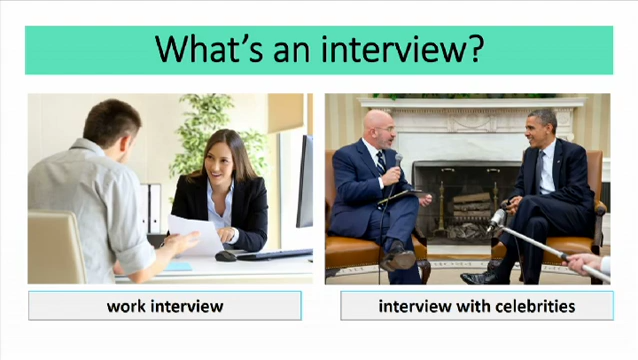 What's an interview?
work interview
interview with celebrities